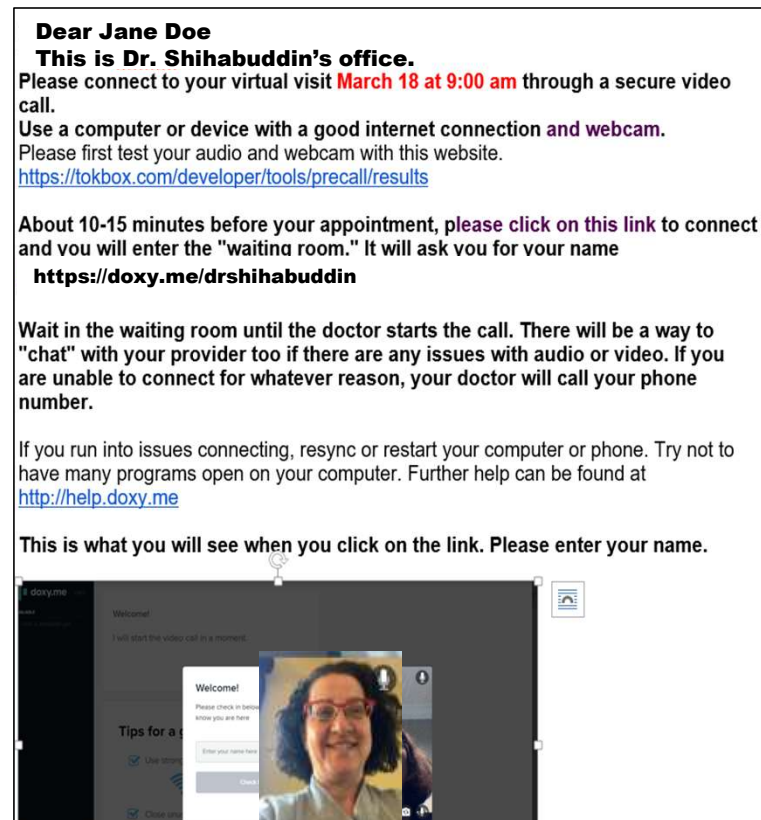 Dear Jane Doe
This is Dr. Shihabuddin’s office.
Please connect to your virtual visit March 18 at 9:00 am through a secure video
call.
Use a computer or device with a good internet connection and webcam.
Please first test your audio and webcam with this website.
https://tokbox.com/developer/tools/precall/results
About 10-15 minutes before your appointment, please click on this link to connect
and you will enter the "waiting room." It will ask you for your name
https://doxy.me/drshihabuddin
Wait in the waiting room until the doctor starts the call. There will be a way to
"chat" with your provider too if there are any issues with audio or video. If you
are unable to connect for whatever reason, your doctor will call your phone
number.
If you run into issues connecting, resync or restart your computer or phone. Try not to
have many programs open on your computer. Further help can be found at
http://help.doxy.me
This is what you will see when you click on the link. Please enter your name.
doxy.me
Welcome!
I will start the video call in a moment.
Welcome!
Please check in below
know you are here
Enter your name here
Check
Tips for a
Use strong
Close